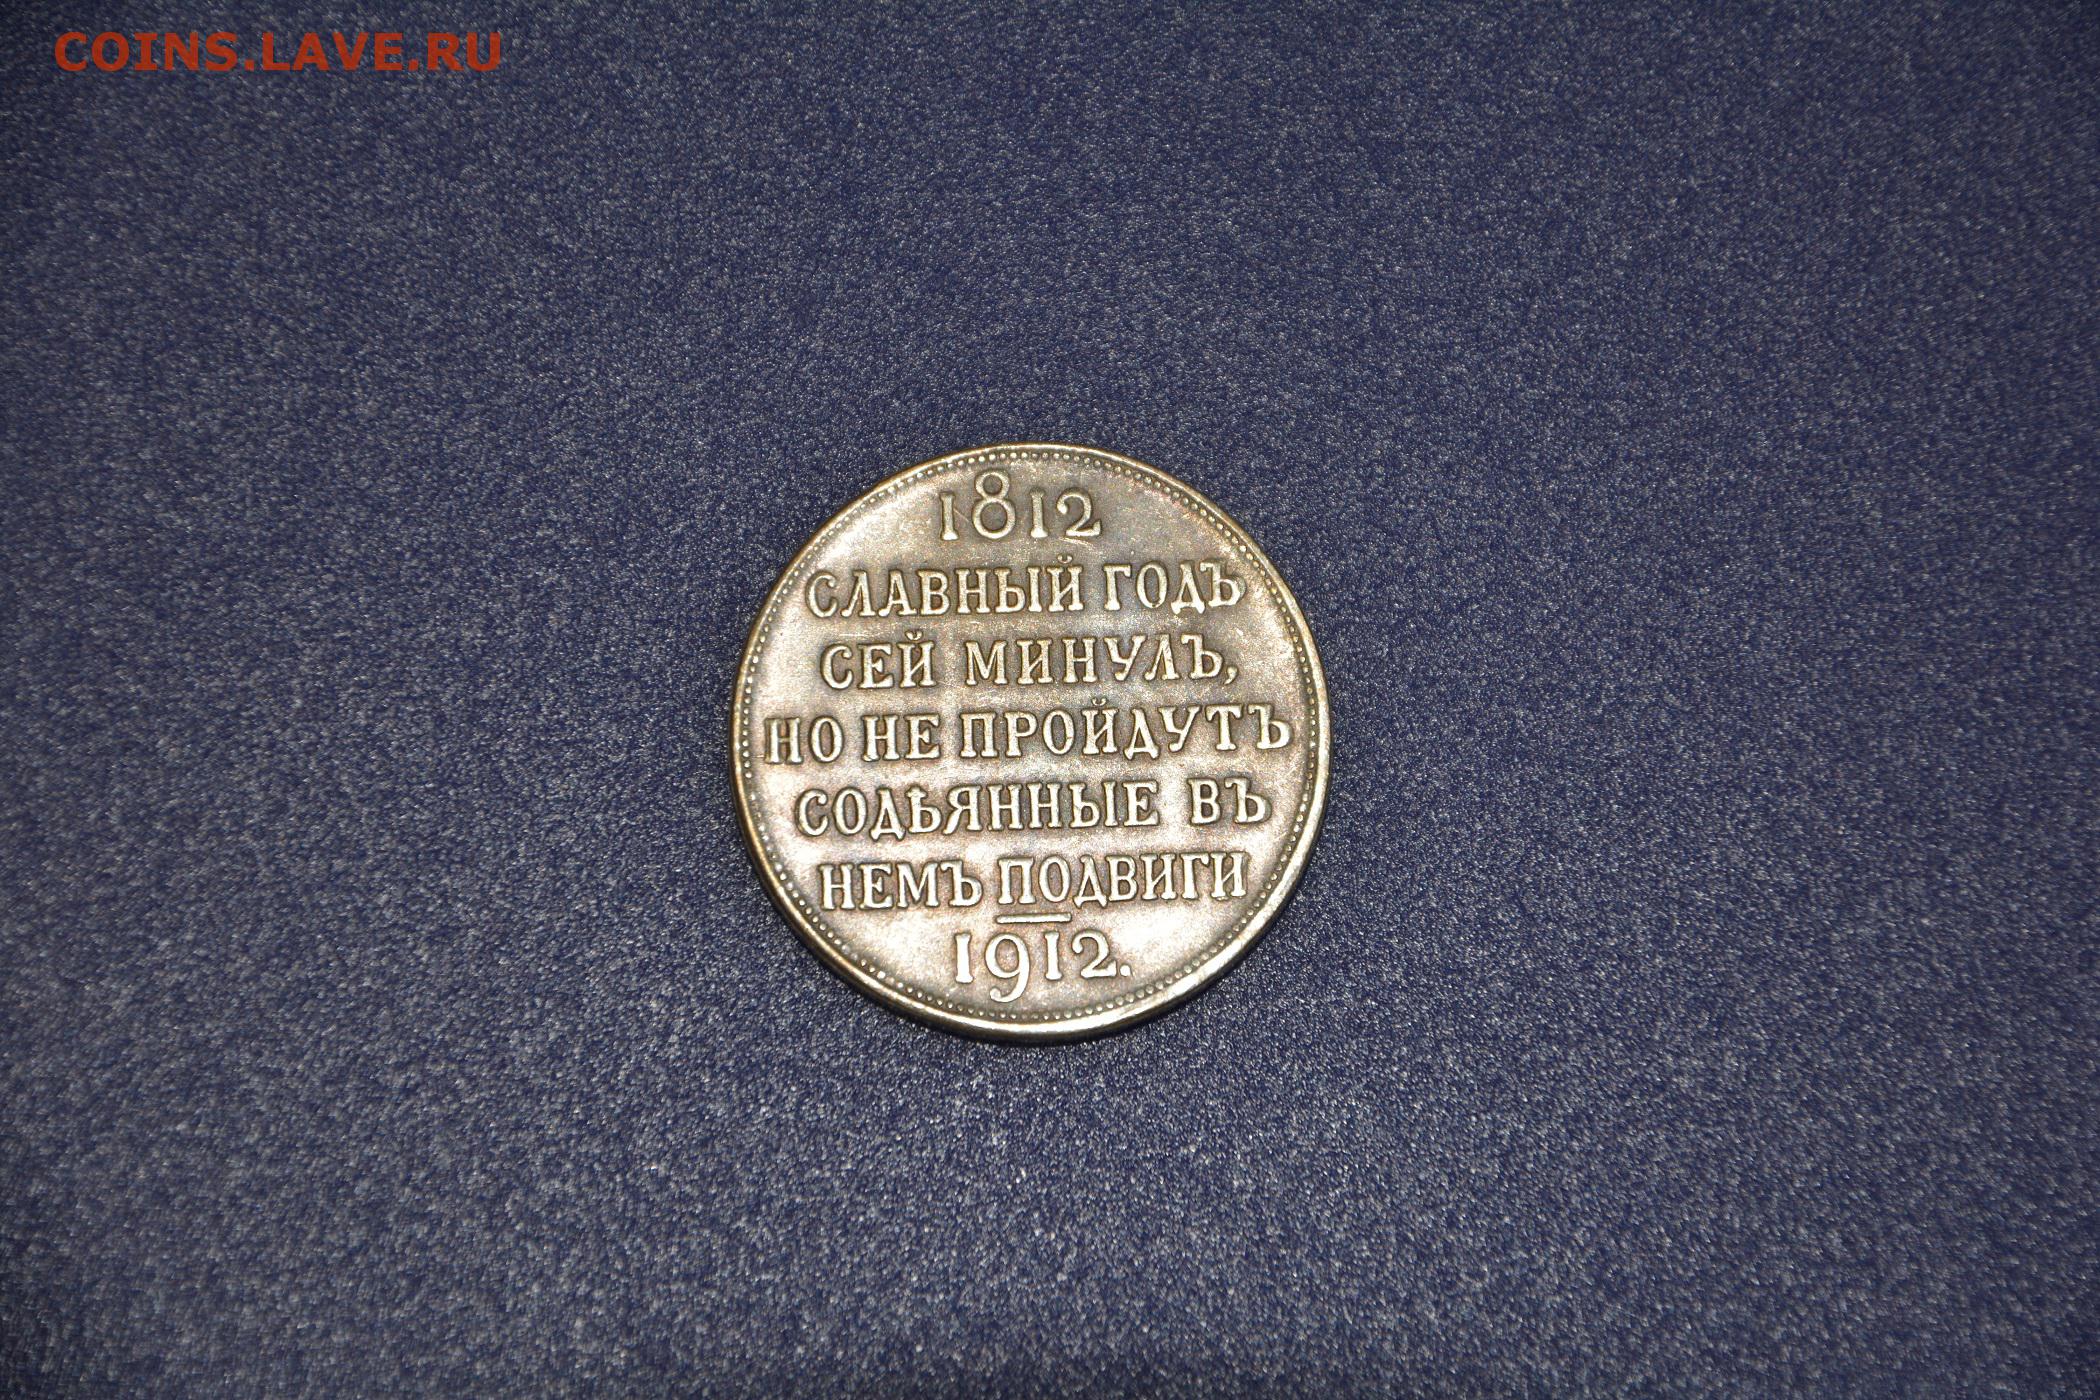 COINS.LAVE.RU
1812
СЛАВНЫЙ ГОДЪ
СЕЙ МИНУЛЪ,
НО НЕ ПРОЙДУТЪ
СОДѢЯННЫЕ ВЪ
НЕМЪ ПОДВИГИ
1912.